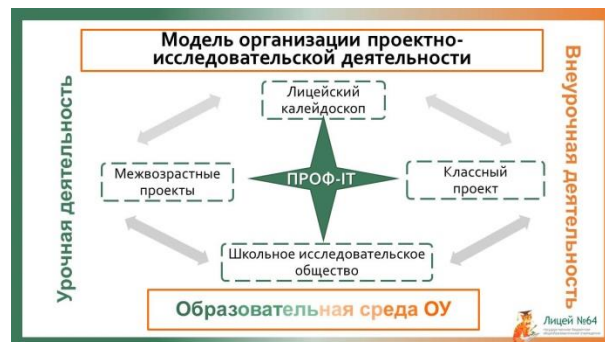 Модель организации проектно-
исследовательской деятельности
Урочная деятельность
Внеурочная деятельность
Лицейский
калейдоскоп
Межвозрастные
проекты
ПРОФ-IT
Классный
проект
Школьное исследовательское
общество
Образовательная среда ОУ
Лицей №64